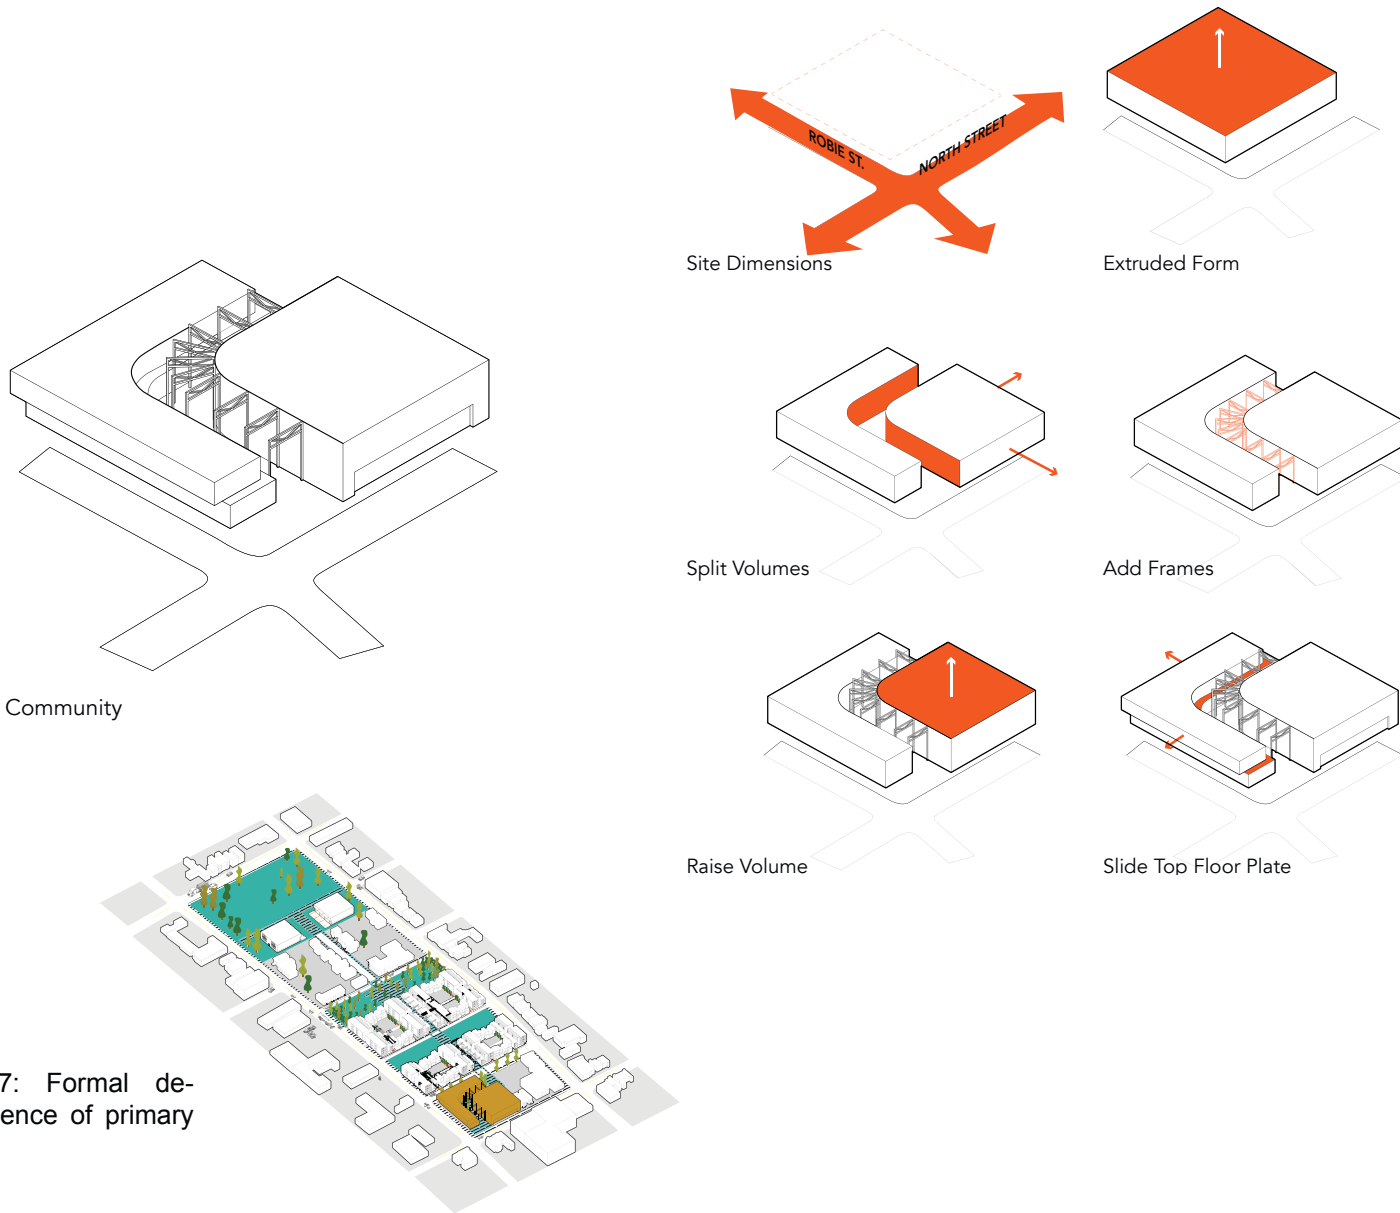 ROBIE ST.
NORTH STREET
Site Dimensions
Extruded Form
Split Volumes
Add Frames
Community
Raise Volume
Slide Top Floor Plate
7: Formal de-
ence of primary